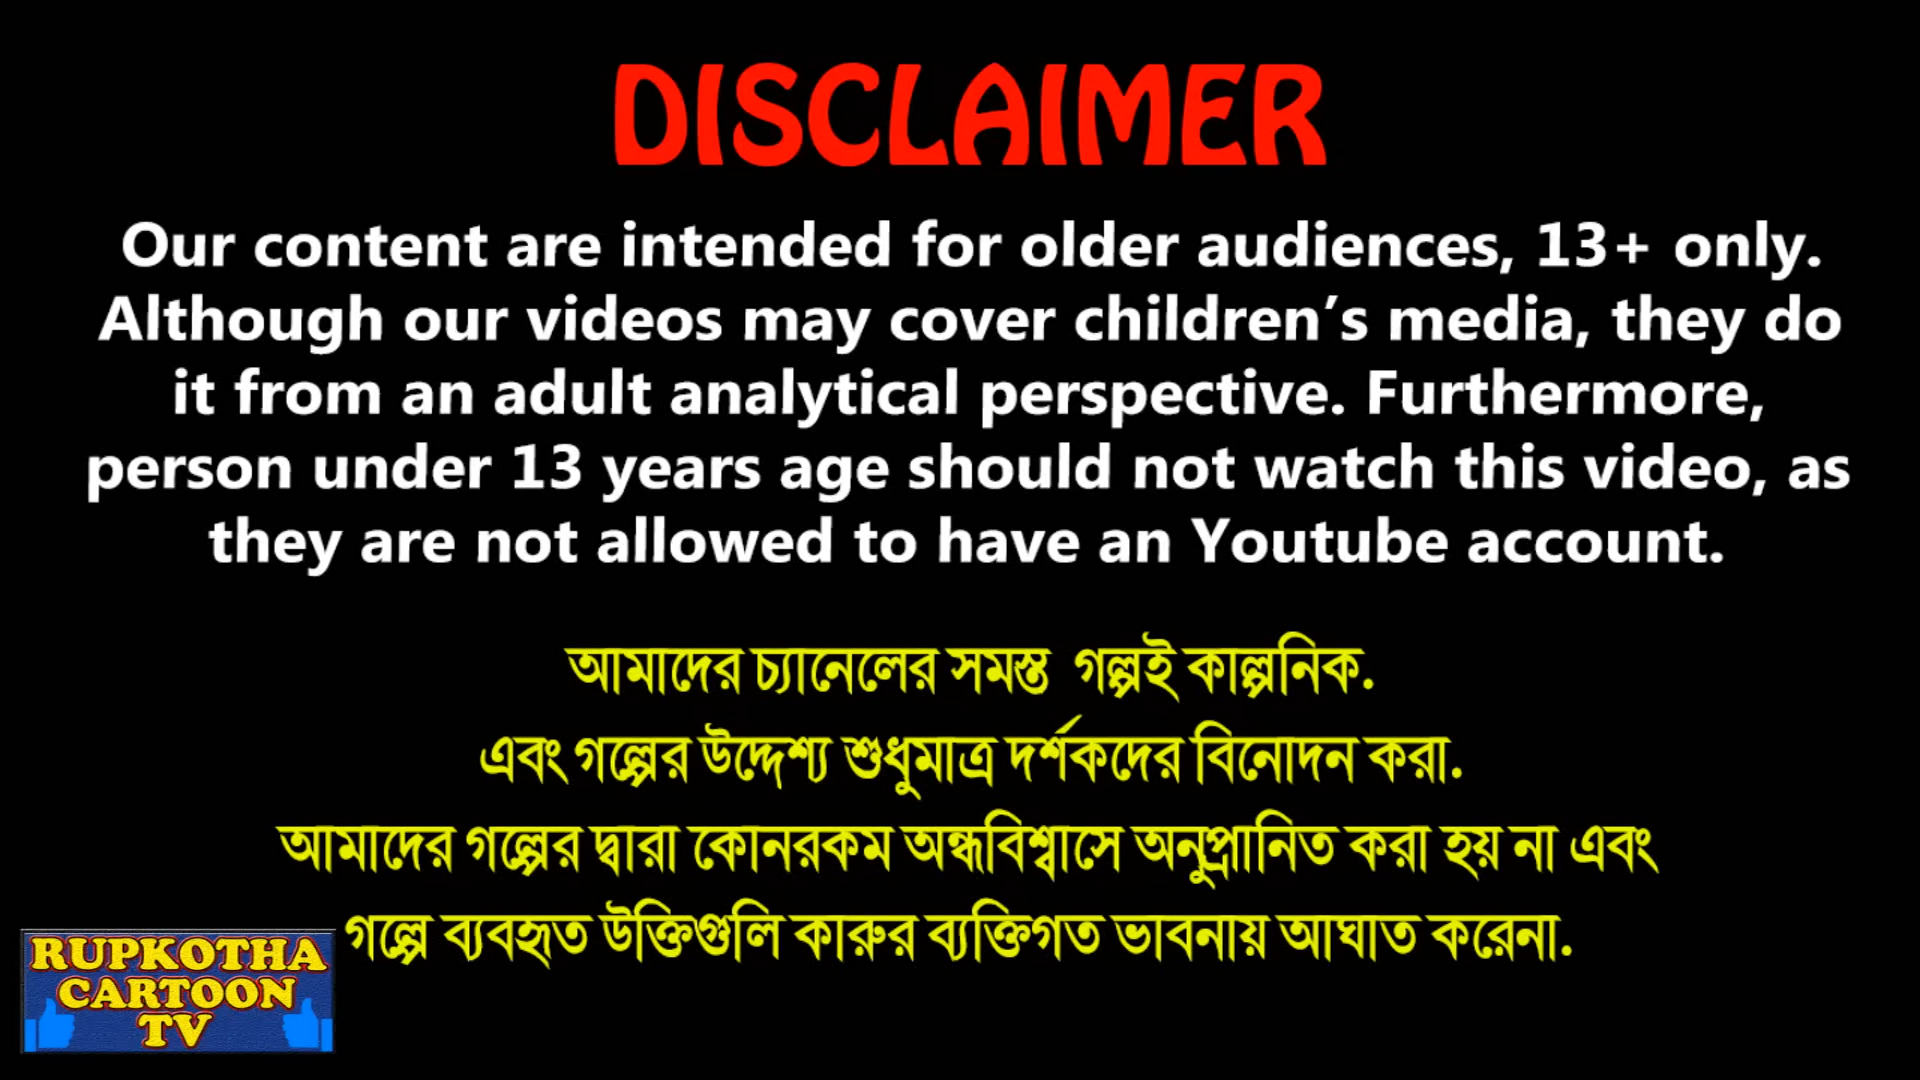 DISCLAIMER
Our content are intended for older audiences, 13+ only.
Although our videos may cover children’s media, they do
it from an adult analytical perspective. Furthermore,
person under 13 years age should not watch this video, as
they are not allowed to have an Youtube account.
আমাদের চ্যানেলের সমস্ত গল্পই কাল্পনিক.
এবং গল্পের উদ্দেশ্য শুধুমাত্র দর্শকদের বিনোদন করা.
আমাদের গল্পের দ্বারা কোনরকম অন্ধবিশ্বাসে অনুপ্রানিত করা হয় না এবং
গল্পে ব্যবহৃত উক্তিগুলি কারুর ব্যক্তিগত ভাবনায় আঘাত করেনা.
RUPKOTHA
CARTOON
TV